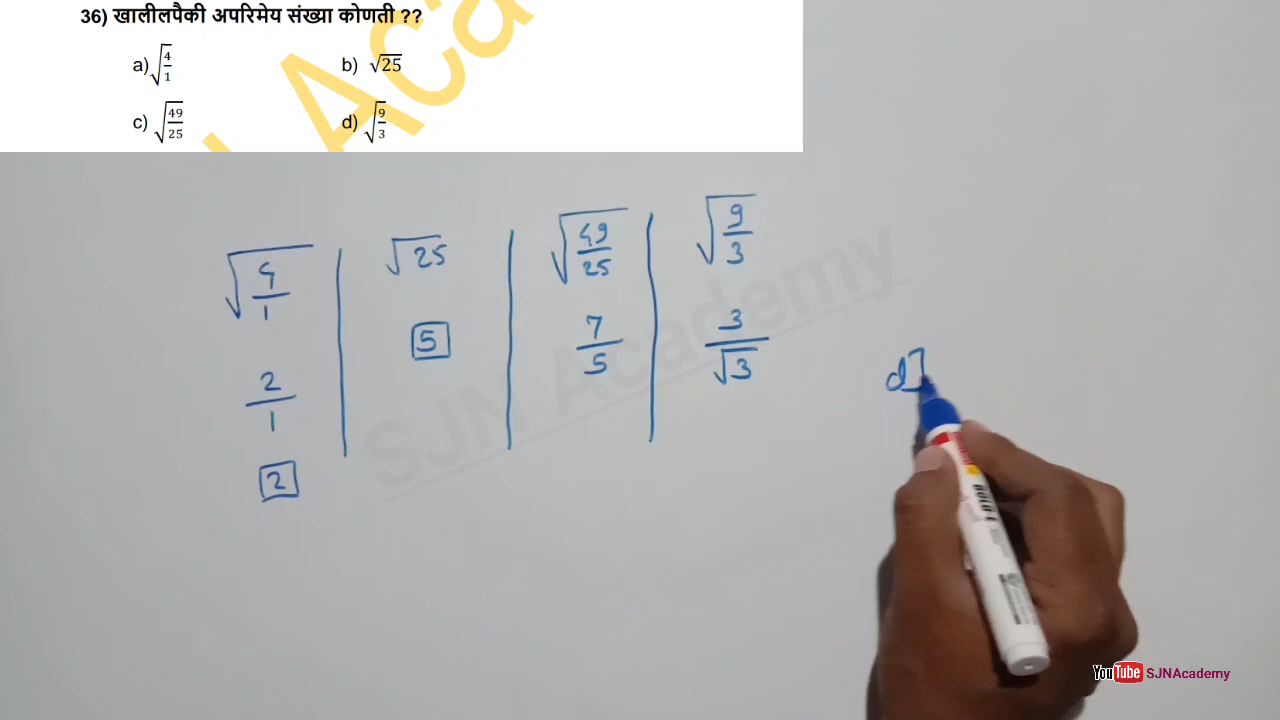 36) खालीलपैकी अपरिमेय संख्या कोणती ??
a) √4/1 b) √25
c) √49/25 d) √9/3
√4/1 √25 √49/25 √9/3
5 7/5 3/√3
2/1 d]
2
SJN Academy
YouTube SJNAcademy